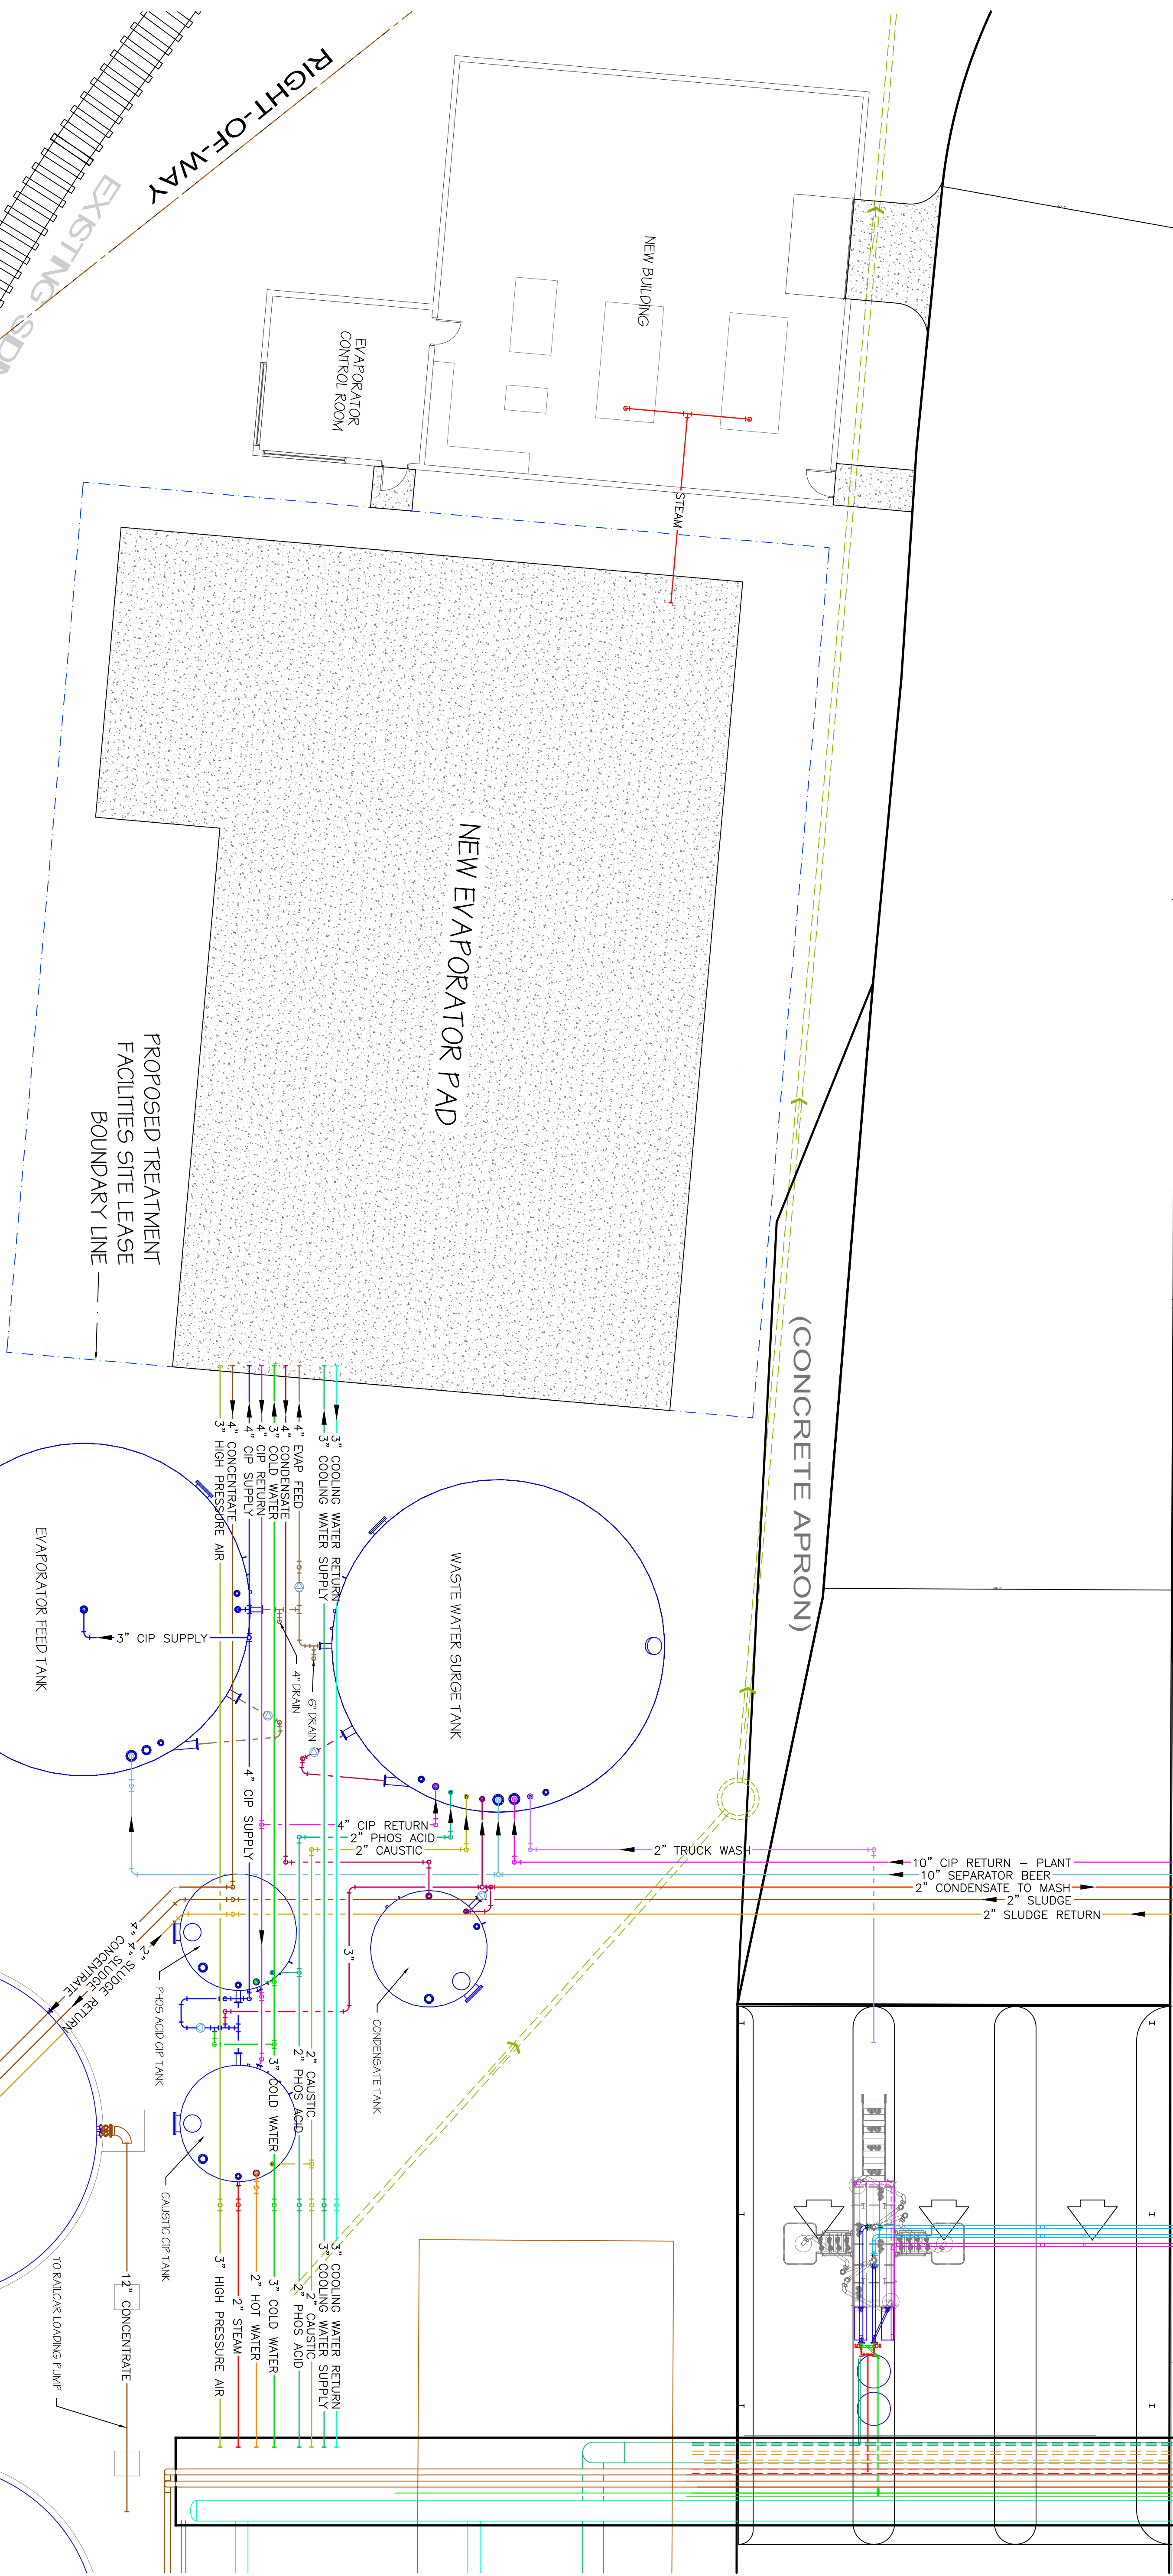 RIGHT-OF-WAY
EXISTING
NEW BUILDING
EVAPORATOR
CONTROL ROOM
STEAM
NEW EVAPORATOR PAD
PROPOSED TREATMENT
FACILITIES SITE LEASE
BOUNDARY LINE
(CONCRETE APRON)
3" COOLING WATER RETURN
3" COOLING WATER SUPPLY
4" EVAP FEED
4" CONDENSATE
3" COLD WATER
4" CIP RETURN
4" CIP SUPPLY
4" CONCENTRATE
3" HIGH PRESSURE AIR
WASTE WATER SURGE TANK
EVAPORATOR FEED TANK
3" CIP SUPPLY
4" DRAIN
6" DRAIN
4" CIP SUPPLY
4" CIP RETURN
2" PHOS ACID
2" CAUSTIC
2" TRUCK WASH
10" CIP RETURN - PLANT
10" SEPARATOR BEER
2" CONDENSATE TO MASH
2" SLUDGE
2" SLUDGE RETURN
3"
2" SLUDGE RETURN
4" SLUDGE
4" CONCENTRATE
PHOS ACID CIP TANK
CONDENSATE TANK
2" CAUSTIC
2" PHOS ACID
3" COLD WATER
CAUSTIC CIP TANK
3" COOLING WATER RETURN
3" COOLING WATER SUPPLY
2" CAUSTIC
2" PHOS ACID
3" COLD WATER
2" HOT WATER
2" STEAM
3" HIGH PRESSURE AIR
12" CONCENTRATE
TO RAILCAR LOADING PUMP